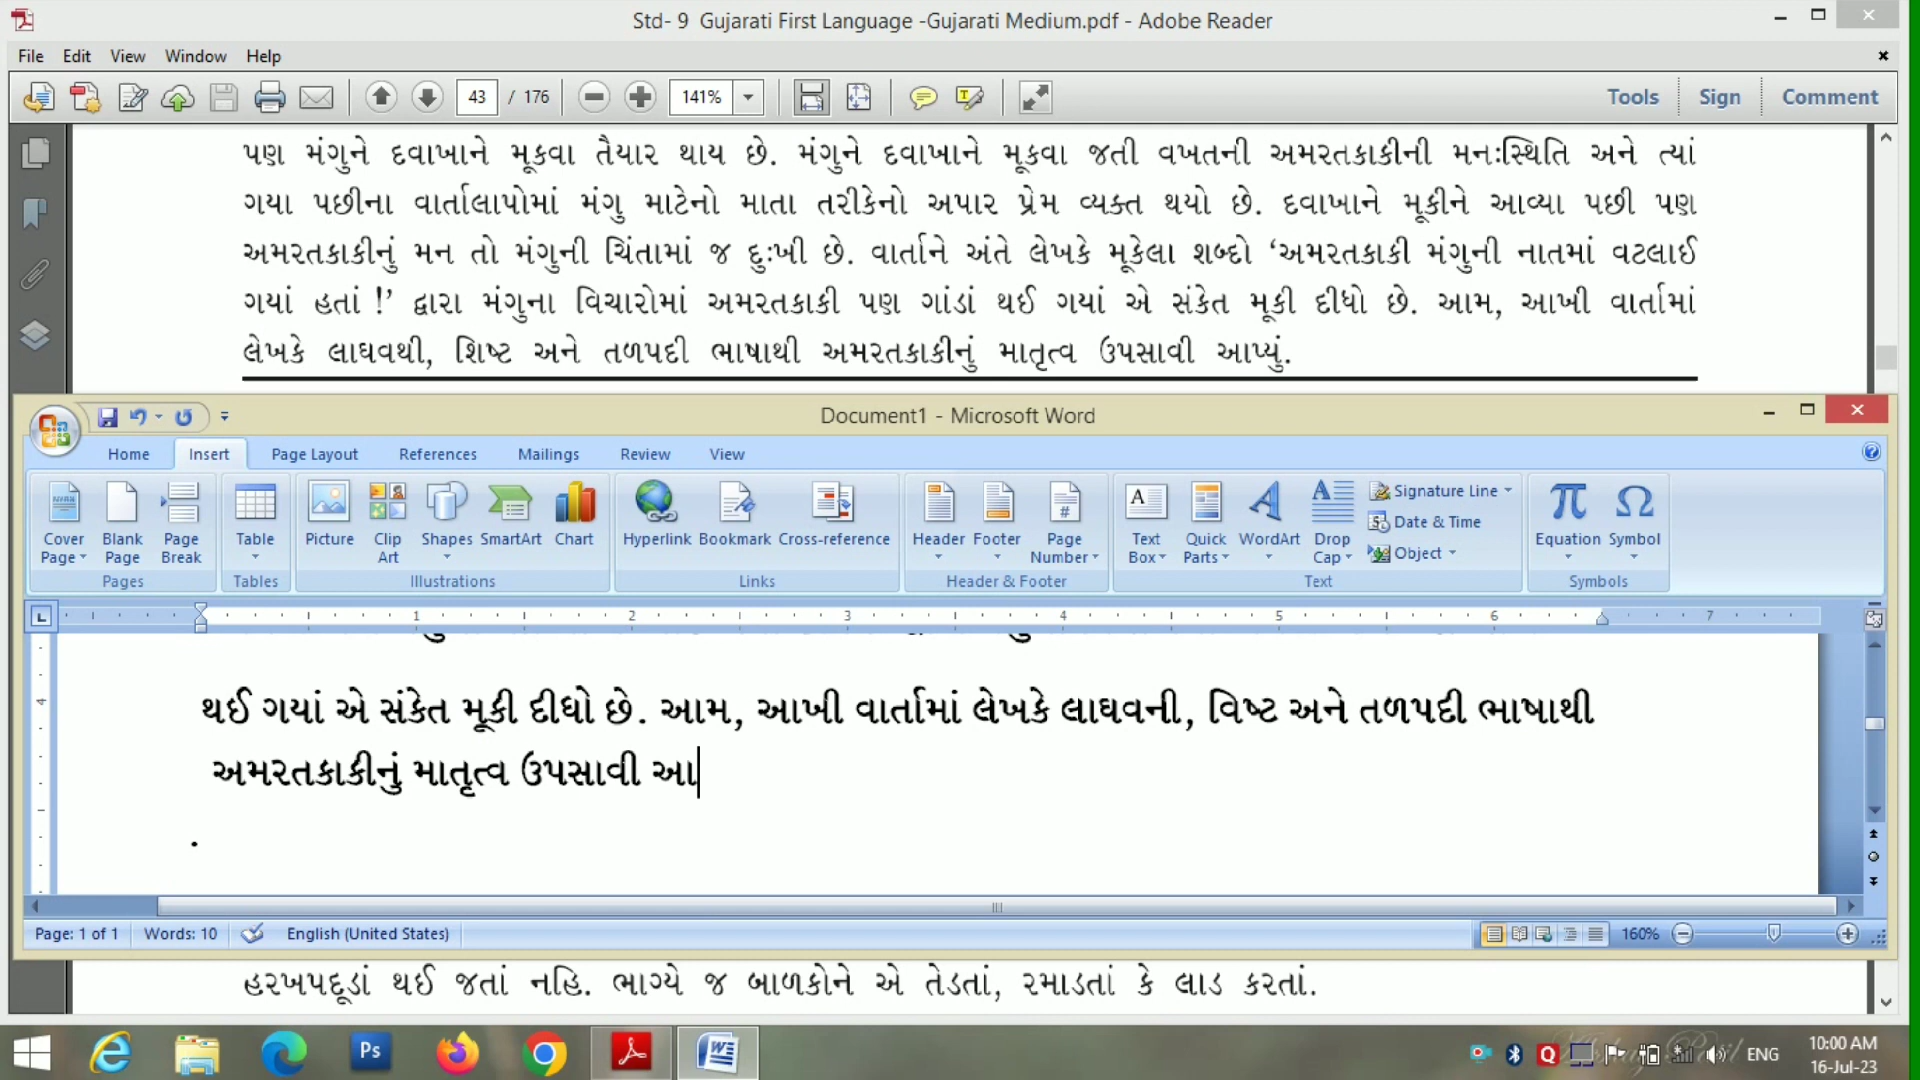 Std- 9 Gujarati First Language -Gujarati Medium.pdf - Adobe Reader
File Edit View Window Help
43 / 176 141% Tools Sign Comment
પણ મંગુને દવાખાને મૂકવા તૈયાર થાય છે. મંગુને દવાખાને મૂકવા જતી વખતની અમરતકાકીની મનઃસ્થિતિ અને ત્યાં
ગયા પછીના વાર્તાલાપોમાં મંગુ માટેનો માતા તરીકેનો અપાર પ્રેમ વ્યક્ત થયો છે. દવાખાને મૂકીને આવ્યા પછી પણ
અમરતકાકીનું મન તો મંગુની ચિંતામાં જ દુઃખી છે. વાર્તાને અંતે લેખકે મૂકેલા શબ્દો ‘અમરતકાકી મંગુની નાતમાં વટલાઈ
ગયાં હતાં !’ દ્વારા મંગુના વિચારોમાં અમરતકાકી પણ ગાંડાં થઈ ગયાં એ સંકેત મૂકી દીધો છે. આમ, આખી વાર્તામાં
લેખકે લાઘવથી, શિષ્ટ અને તળપદી ભાષાથી અમરતકાકીનું માતૃત્વ ઉપસાવી આપ્યું.
Document1 - Microsoft Word
Home Insert Page Layout References Mailings Review View
Cover Page Blank Page Page Break Table Picture Clip Art Shapes SmartArt Chart Hyperlink Bookmark Cross-reference Header Footer Page Number Text Box Quick Parts WordArt Drop Cap Signature Line Date & Time Object Equation Symbol
Pages Tables Illustrations Links Header & Footer Text Symbols
1 2 3 4 5 6 7
થઈ ગયાં એ સંકેત મૂકી દીધો છે. આમ, આખી વાર્તામાં લેખકે લાઘવની, વિષ્ટ અને તળપદી ભાષાથી
અમરતકાકીનું માતૃત્વ ઉપસાવી આ
.
Page: 1 of 1 Words: 10 English (United States) 160%
હરખપદૂડાં થઈ જતાં નહિ. ભાગ્યે જ બાળકોને એ તેડતાં, રમાડતાં કે લાડ કરતાં.
Ps ENG 10:00 AM
16-Jul-23